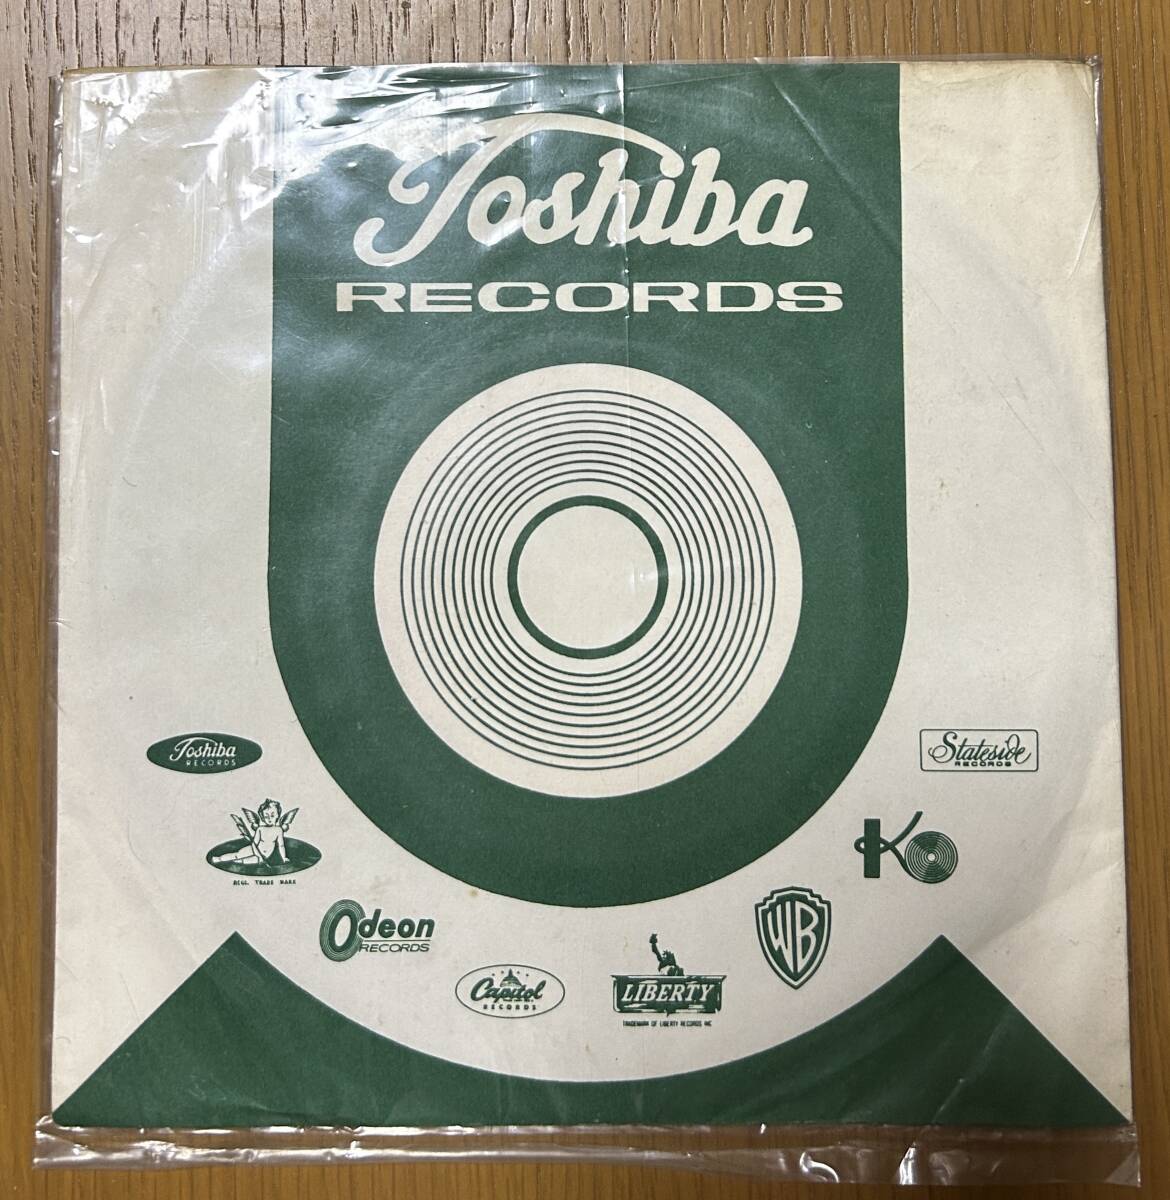 Toshiba
RECORDS
Toshiba
RECORDS
Stateside
RECORDS
REGL. TRADE MARK
K
Odeon
RECORDS
WB
Capitol
RECORDS
LIBERTY
TRADEMARK OF LIBERTY RECORDS INC